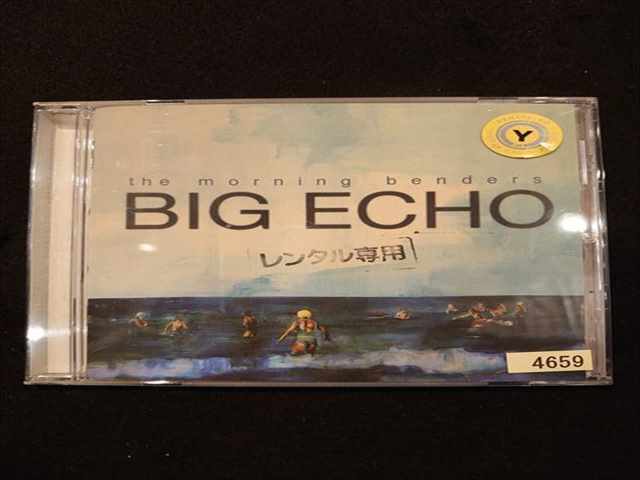 Y
the morning benders
BIG ECHO
レンタル専用
4659